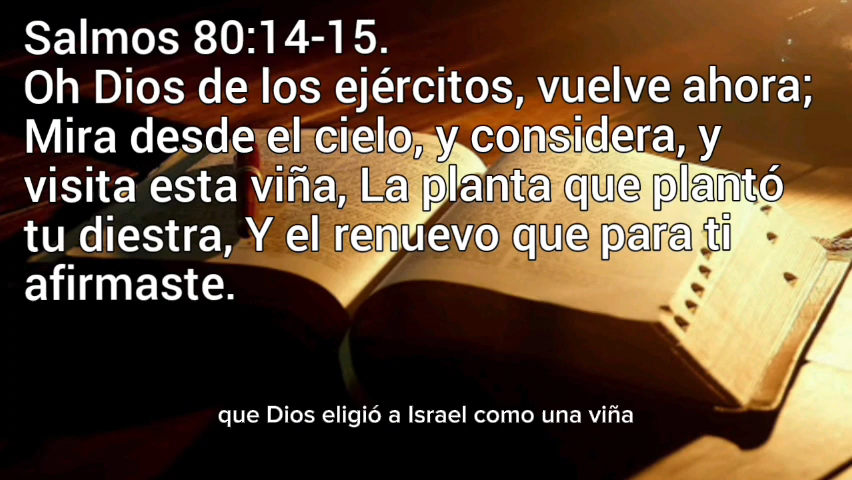 Salmos 80:14-15.
Oh Dios de los ejércitos, vuelve ahora;
Mira desde el cielo, y considera, y
visita esta viña, La planta que plantó
tu diestra, Y el renuevo que para ti
afirmaste.
que Dios eligió a Israel como una viña